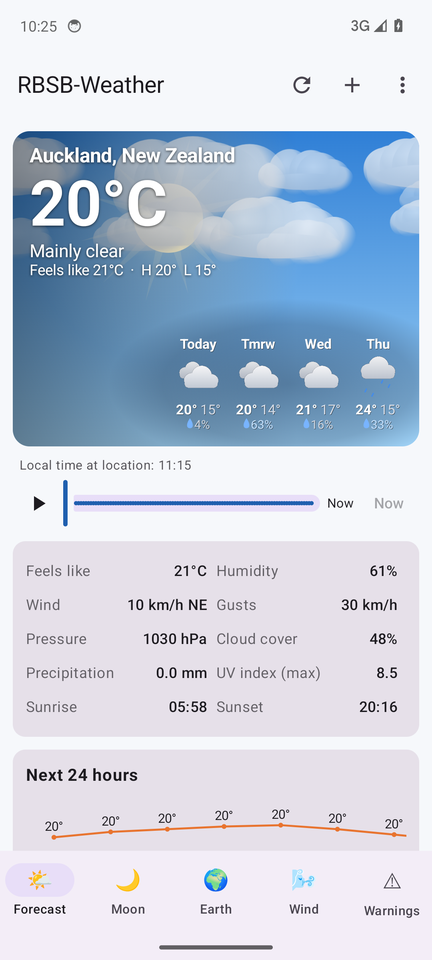 10:25
3G
RBSB-Weather
Auckland, New Zealand
20°C
Mainly clear
Feels like 21°C · H 20° L 15°
Today Tmrw Wed Thu
20° 15° 20° 14° 21° 17° 24° 15°
4% 63% 16% 33%
Local time at location: 11:15
Now Now
Feels like 21°C Humidity 61%
Wind 10 km/h NE Gusts 30 km/h
Pressure 1030 hPa Cloud cover 48%
Precipitation 0.0 mm UV index (max) 8.5
Sunrise 05:58 Sunset 20:16
Next 24 hours
20° 20° 20° 20° 20° 20° 20°
Forecast Moon Earth Wind Warnings